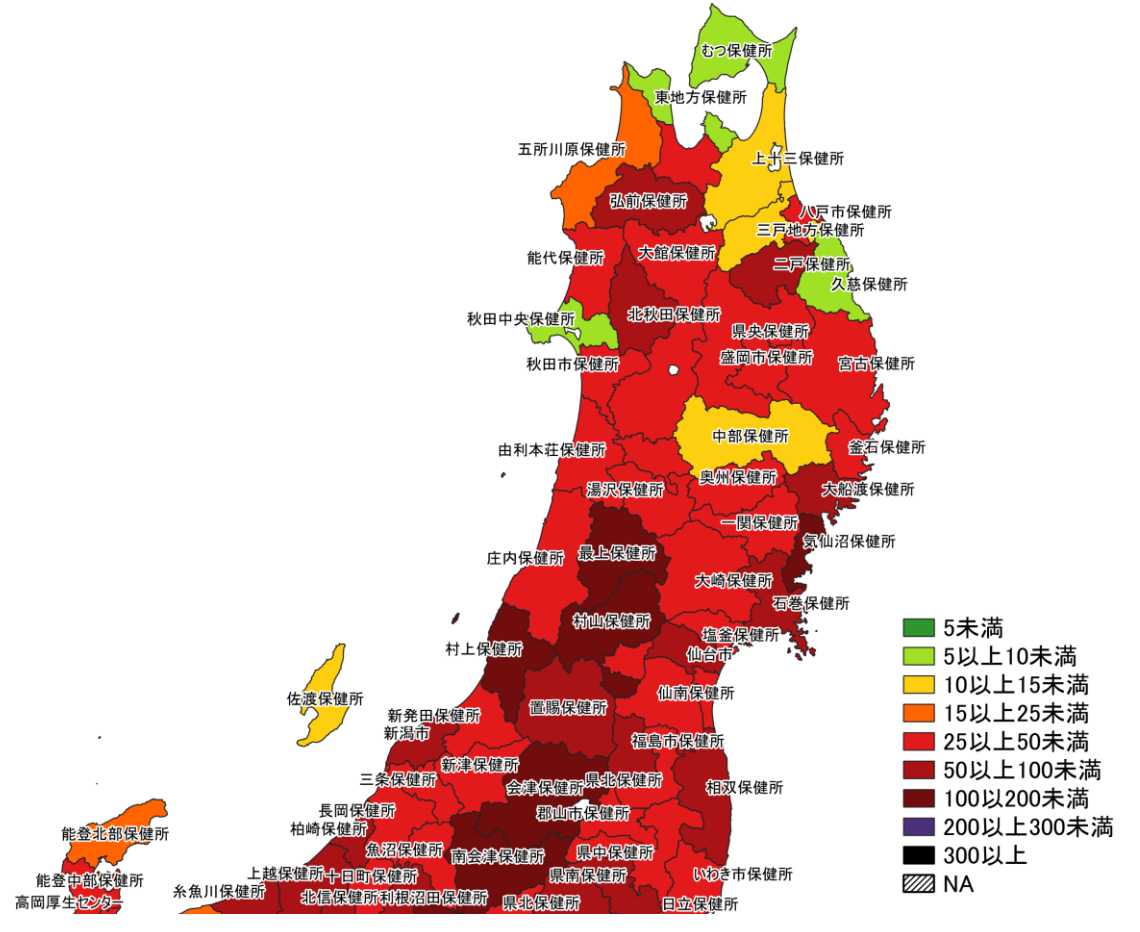 むつ保健所
東地方保健所
五所川原保健所
上十三保健所
弘前保健所
八戸市保健所
三戸地方保健所
大館保健所
能代保健所
二戸保健所
久慈保健所
北秋田保健所
秋田中央保健所
県央保健所
盛岡市保健所
秋田市保健所
宮古保健所
中部保健所
釜石保健所
由利本荘保健所
奥州保健所
湯沢保健所
大船渡保健所
一関保健所
気仙沼保健所
最上保健所
庄内保健所
大崎保健所
石巻保健所
村山保健所
塩釜保健所
村上保健所
仙台市
仙南保健所
佐渡保健所
置賜保健所
新発田保健所
新潟市
福島市保健所
新津保健所
三条保健所
県北保健所
会津保健所
相双保健所
長岡保健所
郡山市保健所
柏崎保健所
能登北部保健所
魚沼保健所
南会津保健所
県中保健所
上越保健所
十日町保健所
県南保健所
いわき市保健所
能登中部保健所
糸魚川保健所
北信保健所
利根沼田保健所
高岡厚生センター
県北保健所
日立保健所
5未満
5以上10未満
10以上15未満
15以上25未満
25以上50未満
50以上100未満
100以200未満
200以上300未満
300以上
NA